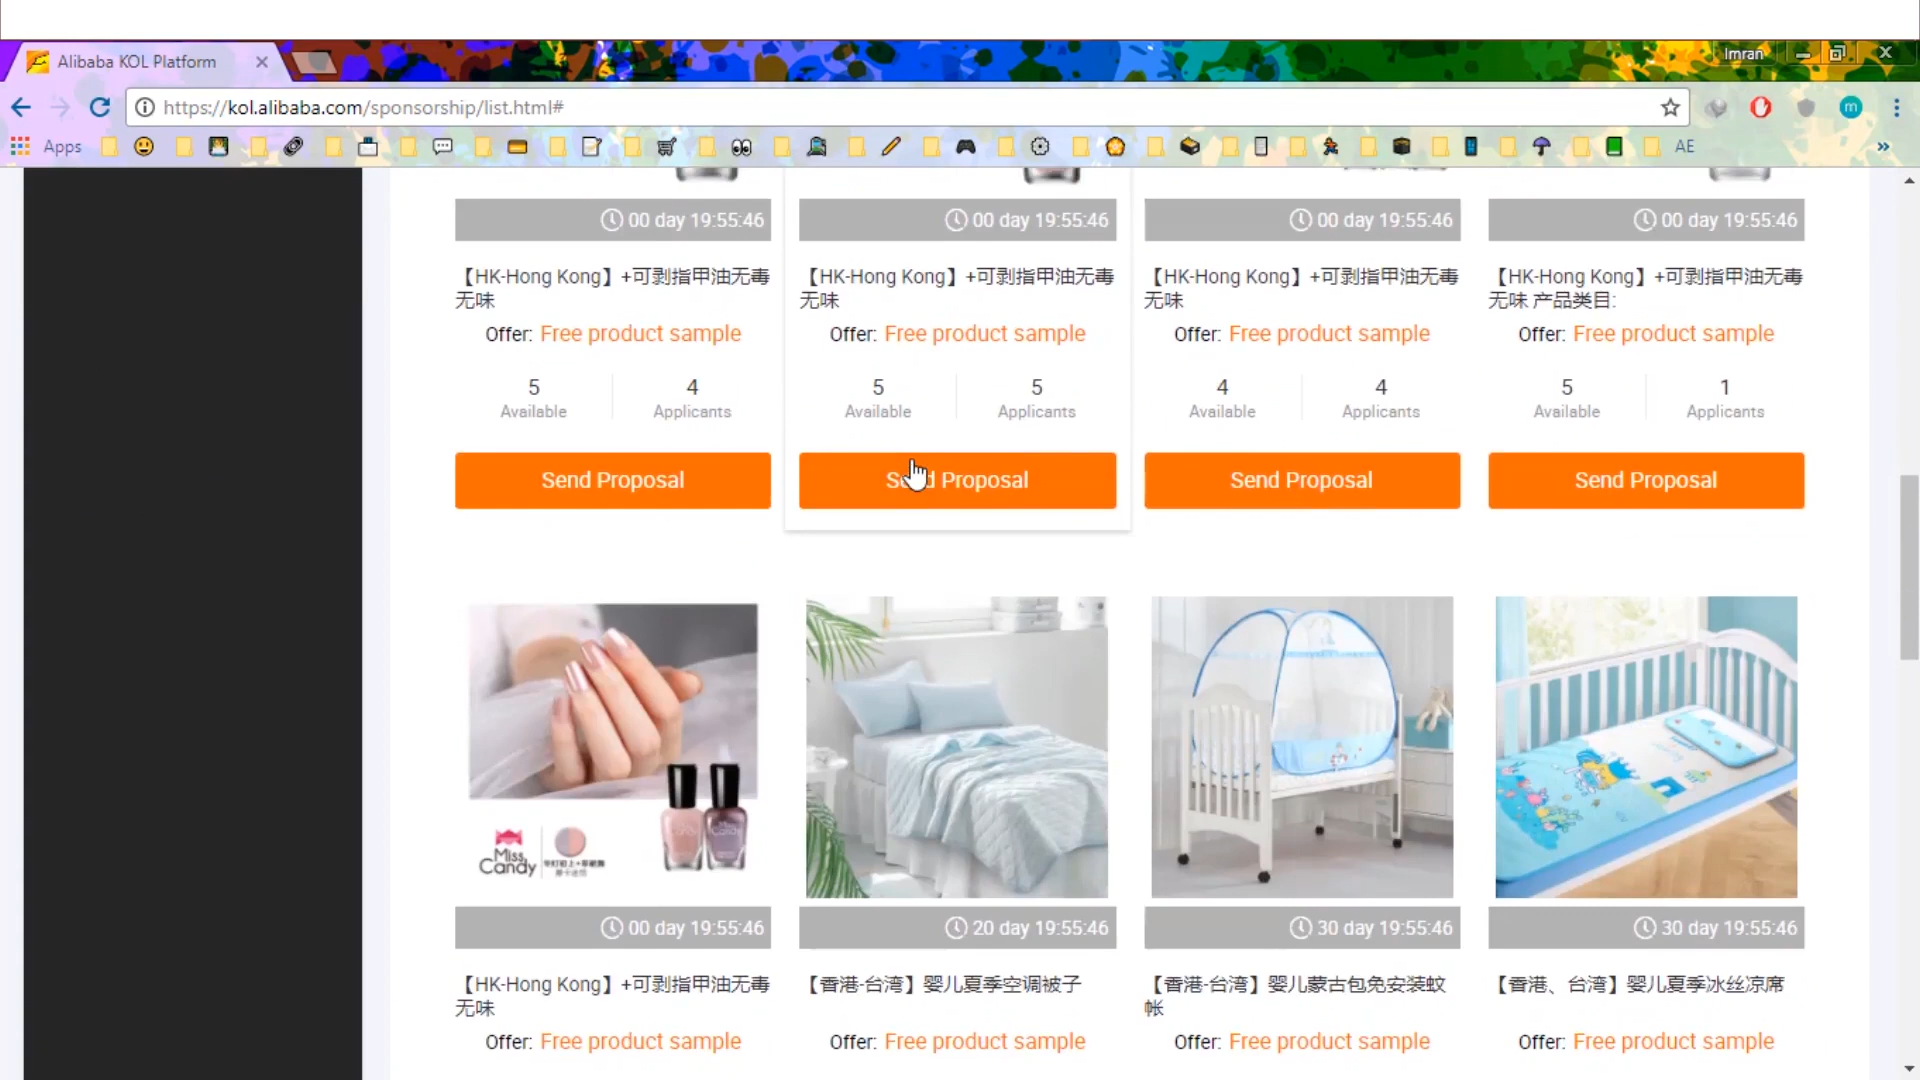 Alibaba KOL Platform
Imran
https://kol.alibaba.com/sponsorship/list.html#
m
Apps
AE
00 day 19:55:46
00 day 19:55:46
00 day 19:55:46
00 day 19:55:46
【HK-Hong Kong】+可剥指甲油无毒
无味
Offer: Free product sample
5
Available
4
Applicants
Send Proposal
【HK-Hong Kong】+可剥指甲油无毒
无味
Offer: Free product sample
5
Available
5
Applicants
Send Proposal
【HK-Hong Kong】+可剥指甲油无毒
无味
Offer: Free product sample
4
Available
4
Applicants
Send Proposal
【HK-Hong Kong】+可剥指甲油无毒
无味 产品类目:
Offer: Free product sample
5
Available
1
Applicants
Send Proposal
Miss
Candy
00 day 19:55:46
20 day 19:55:46
30 day 19:55:46
30 day 19:55:46
【HK-Hong Kong】+可剥指甲油无毒
无味
Offer: Free product sample
【香港-台湾】婴儿夏季空调被子
Offer: Free product sample
【香港-台湾】婴儿蒙古包免安装蚊
帐
Offer: Free product sample
【香港、台湾】婴儿夏季冰丝凉席
Offer: Free product sample